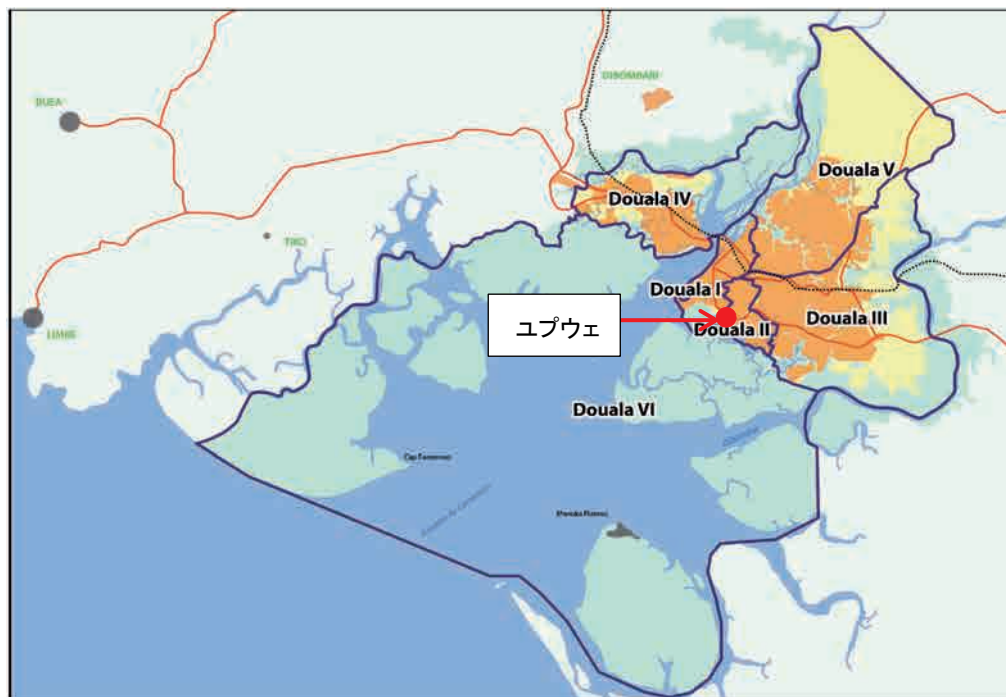 DIBOMBARI
BUEA
Douala V
Douala IV
TIKO
Douala I
ユプウェ
Douala III
Douala II
LIMBE
Douala VI